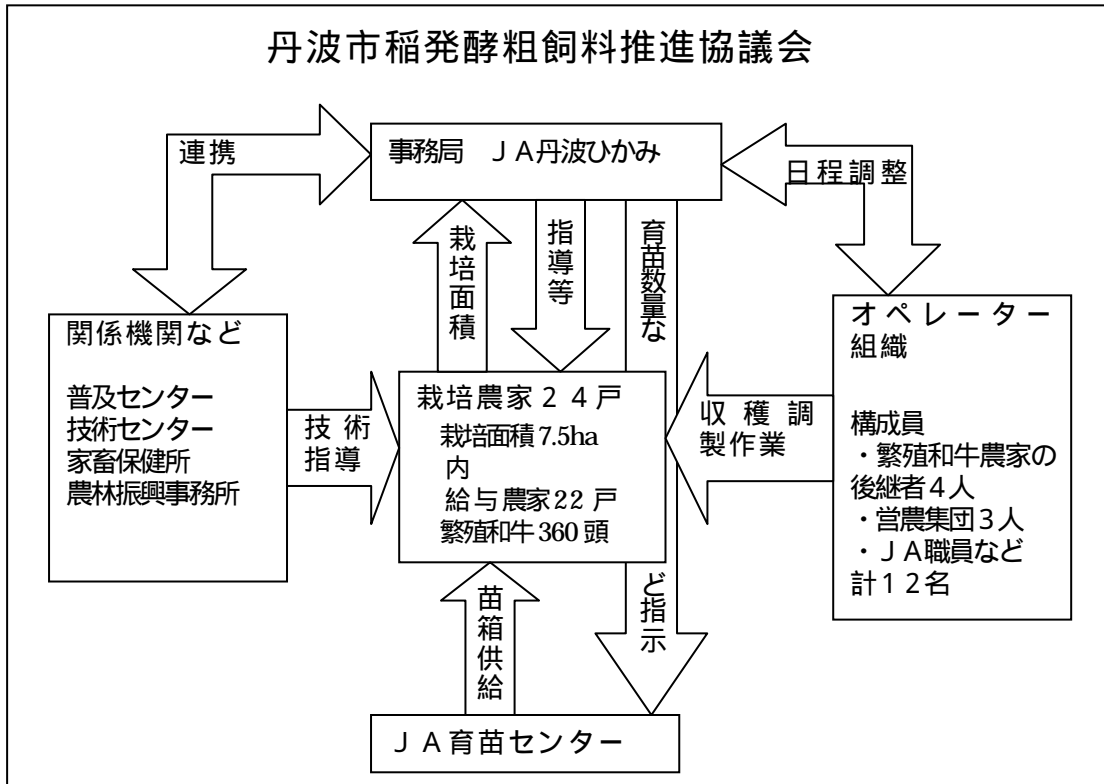 丹波市稲発酵粗飼料推進協議会
事務局　ＪＡ丹波ひかみ
連携
日程調整
栽培面積
指導等
育苗数量な
ど指示
関係機関など
普及センター
技術センター
家畜保健所
農林振興事務所
技術
指導
栽培農家２４戸
栽培面積7.5ha
内
給与農家22戸
繁殖和牛360頭
収穫調
製作業
オペレーター
組織
構成員
・繁殖和牛農家の
後継者４人
・営農集団３人
・ＪＡ職員など
計１２名
苗箱供給
ＪＡ育苗センター